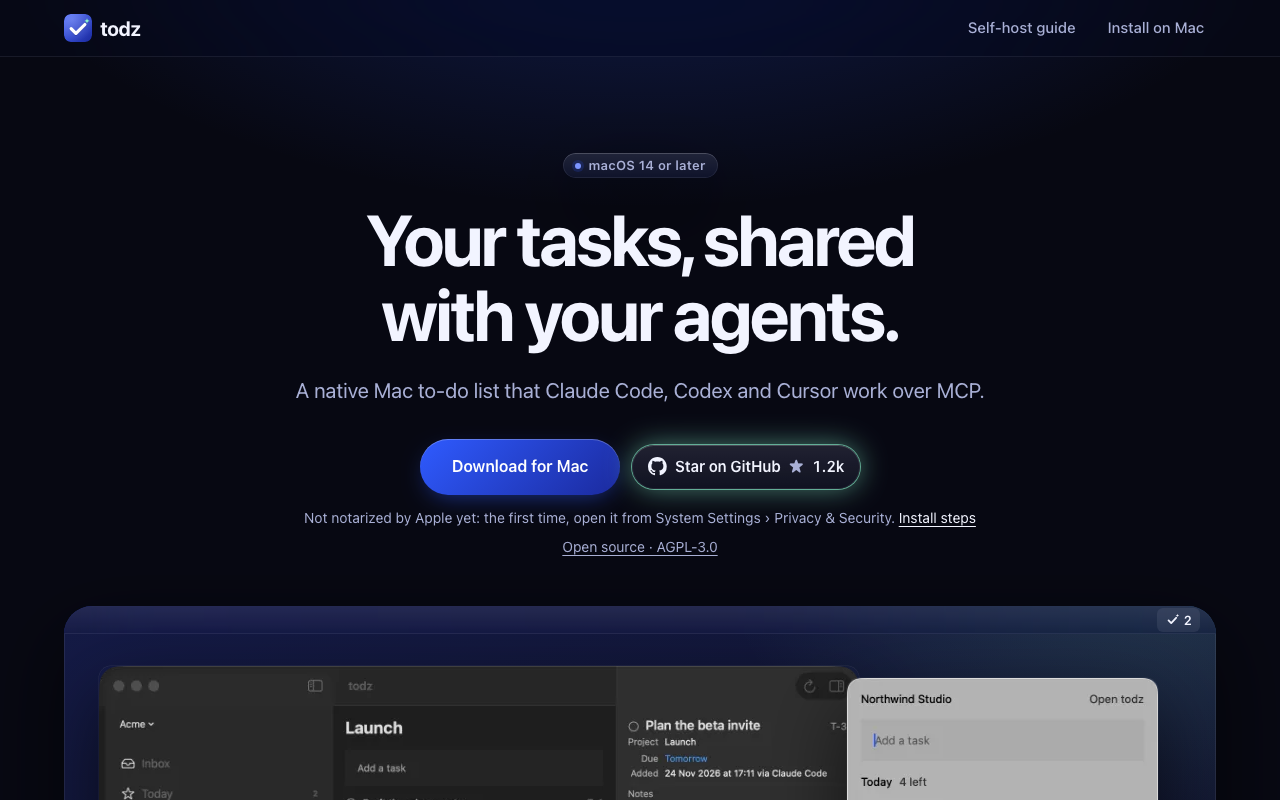 todz
Self-host guide
Install on Mac
macOS 14 or later
Your tasks, shared
with your agents.
A native Mac to-do list that Claude Code, Codex and Cursor work over MCP.
Download for Mac
Star on GitHub 1.2k
Not notarized by Apple yet: the first time, open it from System Settings › Privacy & Security. Install steps
Open source · AGPL-3.0
2
todz
Acme
Inbox
Today 2
Launch
Add a task
Plan the beta invite T-3
Project Launch
Due Tomorrow
Added 24 Nov 2026 at 17:11 via Claude Code
Notes
Northwind Studio Open todz
Add a task
Today 4 left